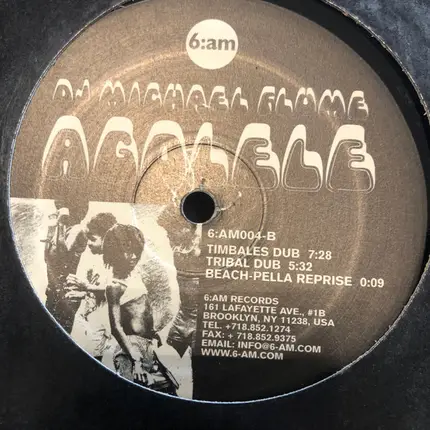 6:am
DJ MICHAEL FLUME
AGOLELE
6:AM004-B
TIMBALES DUB 7:28
TRIBAL DUB 5:32
BEACH-PELLA REPRISE 0:09
6:AM RECORDS
161 LAFAYETTE AVE., #1B
BROOKLYN, NY 11238, USA
TEL. +718.852.1274
FAX: + 718.852.9375
EMAIL: INFO@6-AM.COM
WWW.6-AM.COM